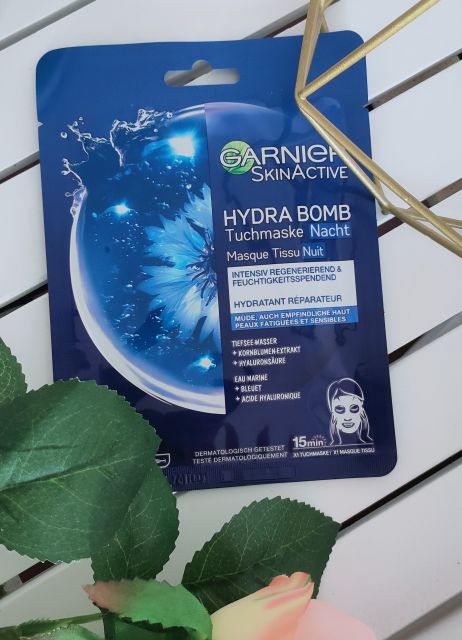 GARNIER
SKINACTIVE
HYDRA BOMB
Tuchmaske Nacht
Masque Tissu Nuit
INTENSIV REGENERIEREND &
FEUCHTIGKEITSSPENDEND
HYDRATANT RÉPARATEUR
MÜDE, AUCH EMPFINDLICHE HAUT
PEAUX FATIGUÉES ET SENSIBLES
TIEFSEE-WASSER
+ KORNBLUMEN-EXTRAKT
+ HYALURONSÄURE
EAU MARINE
+ BLEUET
+ ACIDE HYALURONIQUE
15min
DERMATOLOGISCH GETESTET
TESTÉ DERMATOLOGIQUEMENT
X1 TUCHMASKE / X1 MASQUE TISSU